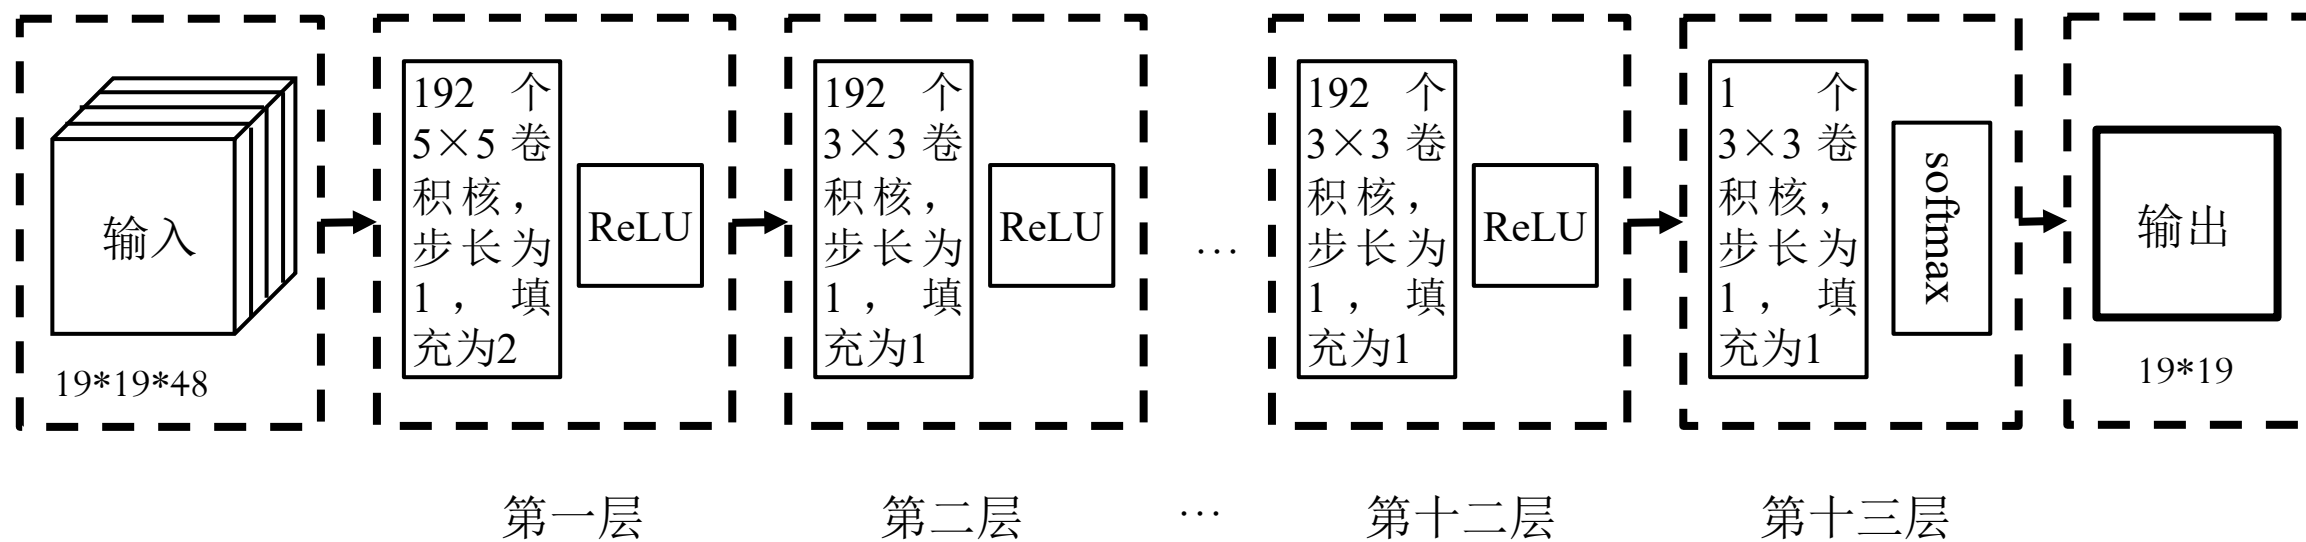 输入
19*19*48
192 个
5×5 卷
积核，
步长为
1，填
充为2
ReLU
192 个
3×3 卷
积核，
步长为
1，填
充为1
ReLU
…
192 个
3×3 卷
积核，
步长为
1，填
充为1
ReLU
1 个
3×3 卷
积核，
步长为
1，填
充为1
softmax
输出
19*19
第一层
第二层
…
第十二层
第十三层